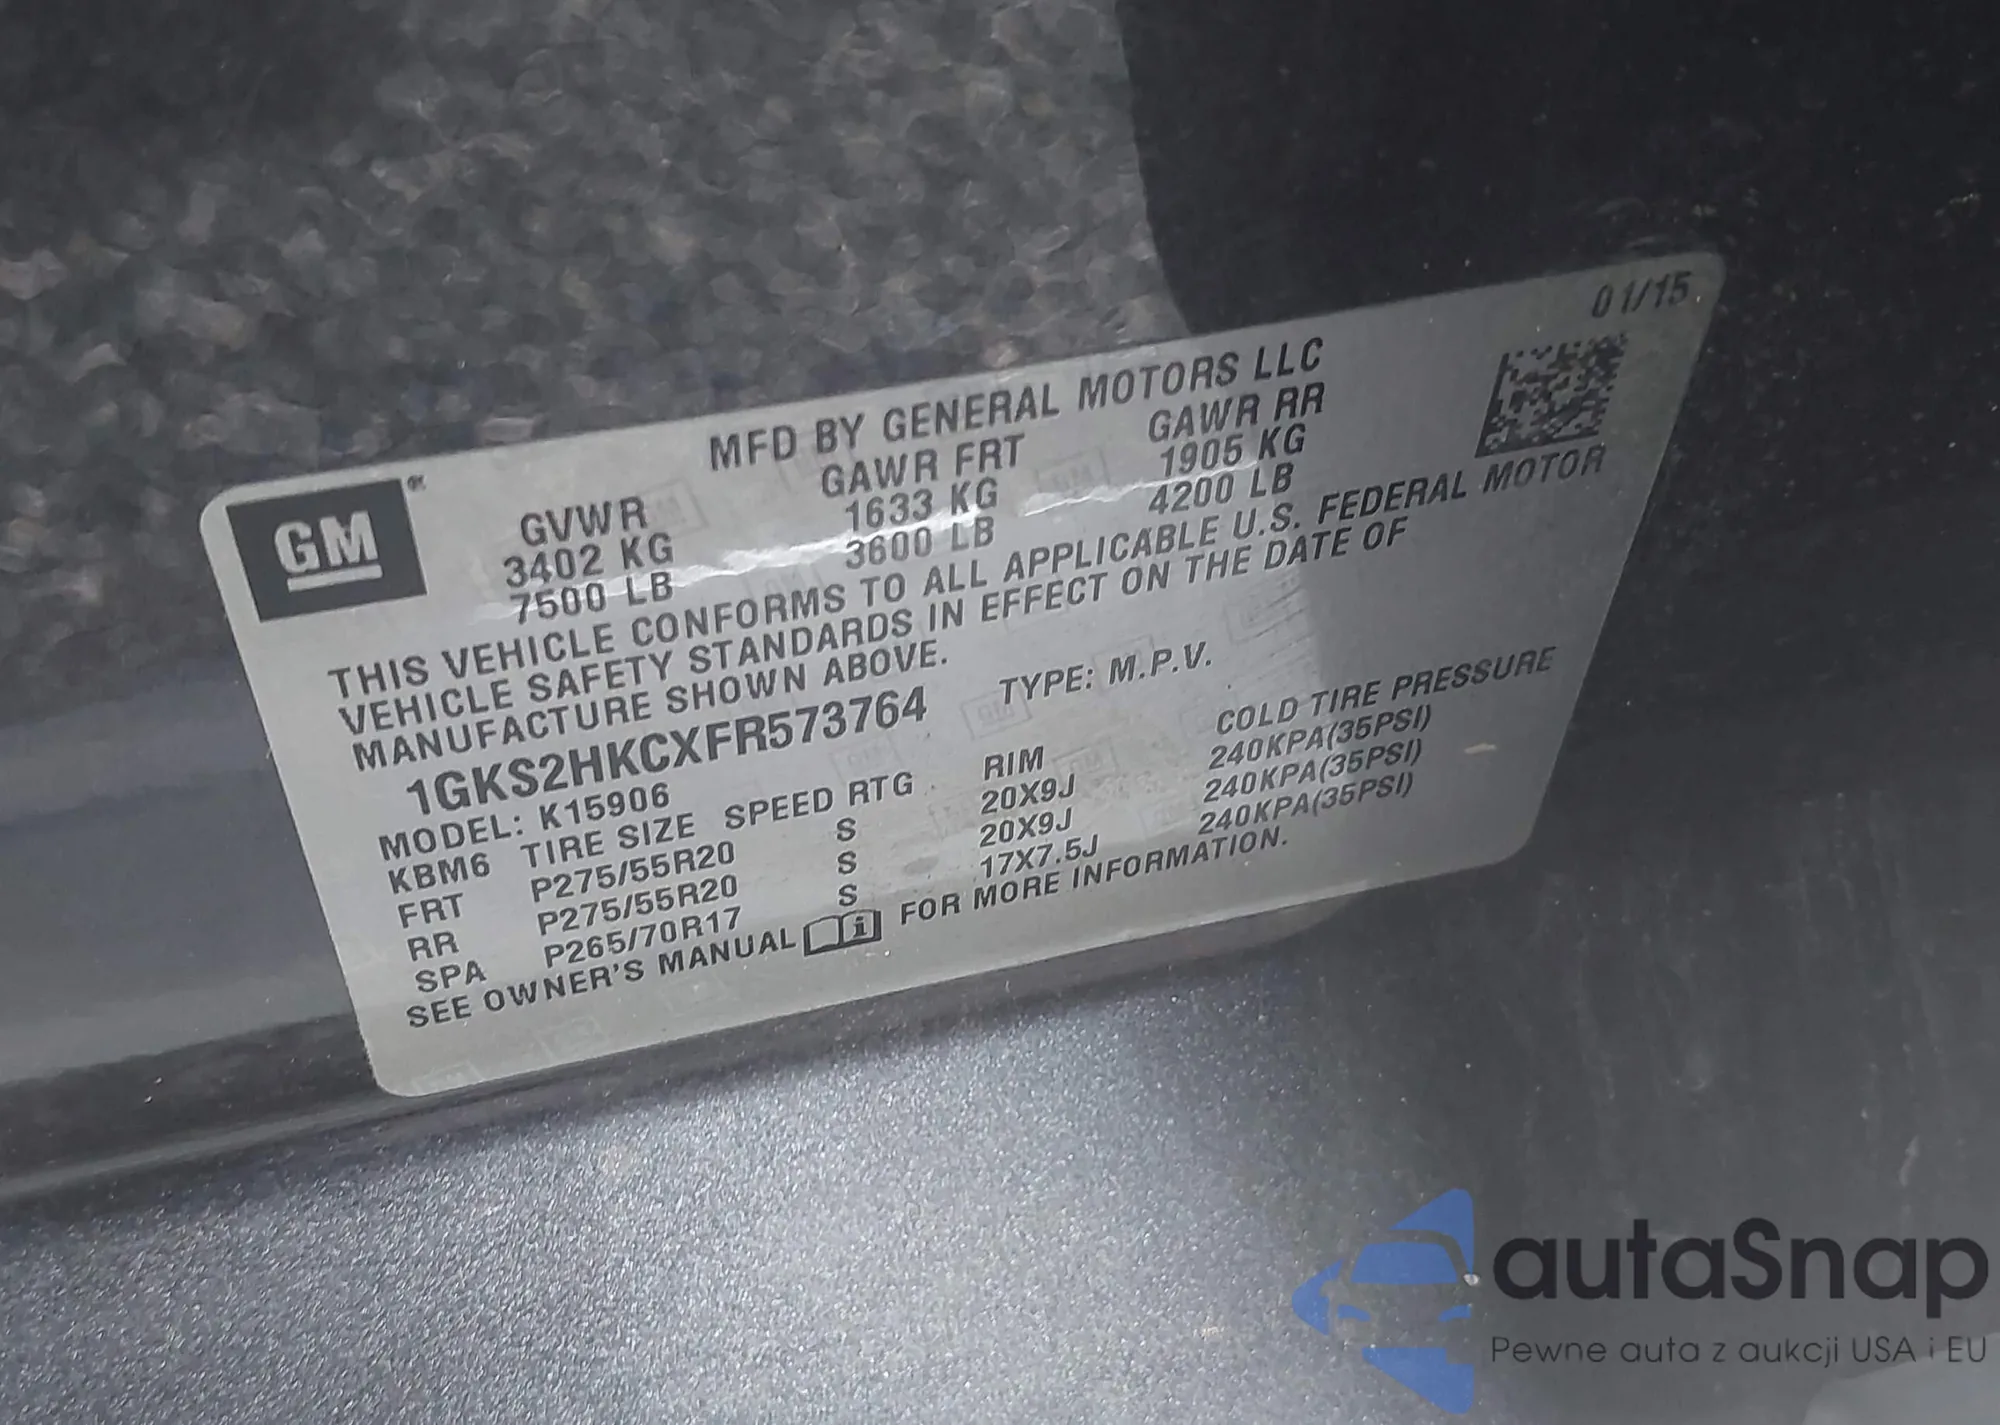 01/15
MFD BY GENERAL MOTORS LLC
GM
GVWR GAWR FRT GAWR RR
3402 KG 1633 KG 1905 KG
7500 LB 3600 LB 4200 LB
THIS VEHICLE CONFORMS TO ALL APPLICABLE U.S. FEDERAL MOTOR
VEHICLE SAFETY STANDARDS IN EFFECT ON THE DATE OF
MANUFACTURE SHOWN ABOVE.
1GKS2HKCXFR573764 TYPE: M.P.V.
MODEL: K15906
KBM6 TIRE SIZE SPEED RTG RIM COLD TIRE PRESSURE
FRT P275/55R20 S 20X9J 240KPA(35PSI)
RR P275/55R20 S 20X9J 240KPA(35PSI)
SPA P265/70R17 S 17X7.5J 240KPA(35PSI)
SEE OWNER'S MANUAL FOR MORE INFORMATION.
autaSnap
Pewne auta z aukcji USA i EU